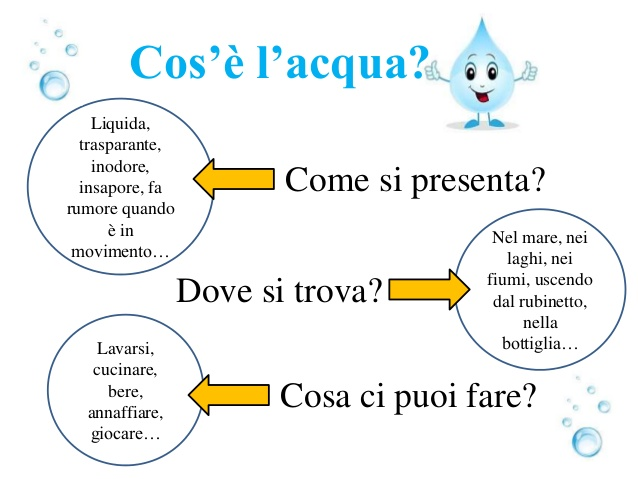 Cos’è l’acqua?
Liquida,
trasparante,
inodore,
insapore, fa
rumore quando
è in
movimento…
Come si presenta?
Dove si trova?
Nel mare, nei
laghi, nei
fiumi, uscendo
dal rubinetto,
nella
bottiglia…
Lavarsi,
cucinare,
bere,
annaffiare,
giocare…
Cosa ci puoi fare?